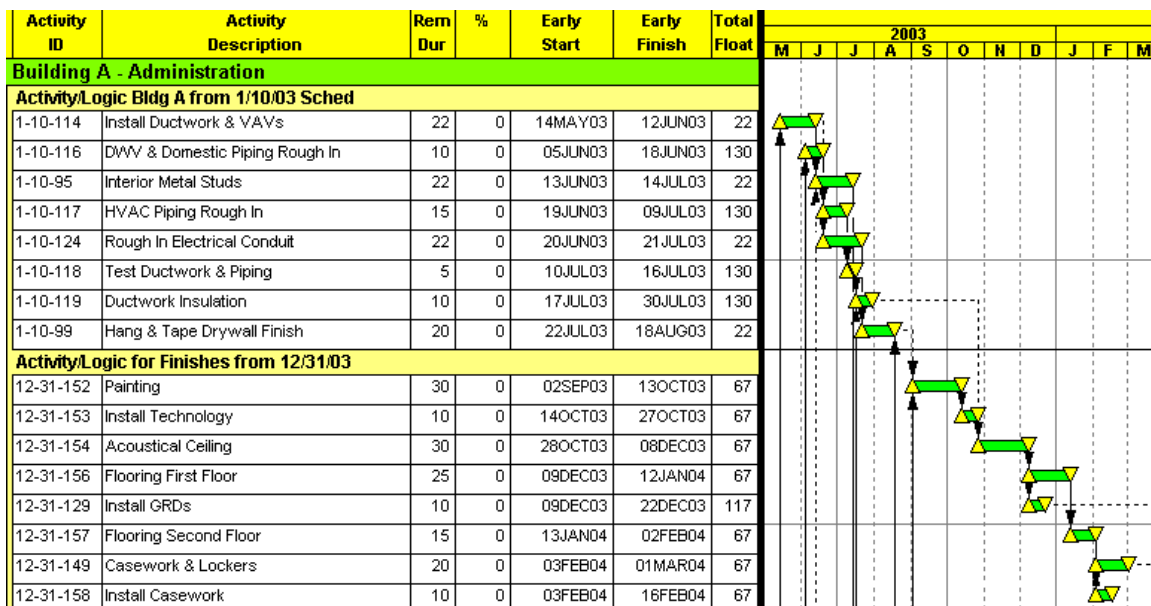 Activity ID Activity Description Rem Dur % Early Start Early Finish Total Float 2003
M J J A S O N D J F M
Building A - Administration
Activity/Logic Bldg A from 1/10/03 Sched
1-10-114 Install Ductwork & VAVs 22 0 14MAY03 12JUN03 22
1-10-116 DWV & Domestic Piping Rough In 10 0 05JUN03 18JUN03 130
1-10-95 Interior Metal Studs 22 0 13JUN03 14JUL03 22
1-10-117 HVAC Piping Rough In 15 0 19JUN03 09JUL03 130
1-10-124 Rough In Electrical Conduit 22 0 20JUN03 21JUL03 22
1-10-118 Test Ductwork & Piping 5 0 10JUL03 16JUL03 130
1-10-119 Ductwork Insulation 10 0 17JUL03 30JUL03 130
1-10-99 Hang & Tape Drywall Finish 20 0 22JUL03 18AUG03 22
Activity/Logic for Finishes from 12/31/03
12-31-152 Painting 30 0 02SEP03 13OCT03 67
12-31-153 Install Technology 10 0 14OCT03 27OCT03 67
12-31-154 Acoustical Ceiling 30 0 28OCT03 08DEC03 67
12-31-156 Flooring First Floor 25 0 09DEC03 12JAN04 67
12-31-129 Install GRDs 10 0 09DEC03 22DEC03 117
12-31-157 Flooring Second Floor 15 0 13JAN04 02FEB04 67
12-31-149 Casework & Lockers 20 0 03FEB04 01MAR04 67
12-31-158 Install Casework 10 0 03FEB04 16FEB04 67